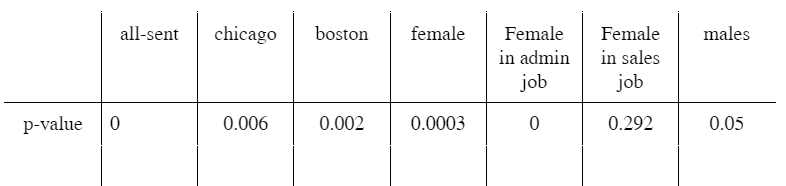 all-sent chicago boston female Female Female males
in admin in sales
job job
p-value 0 0.006 0.002 0.0003 0 0.292 0.05